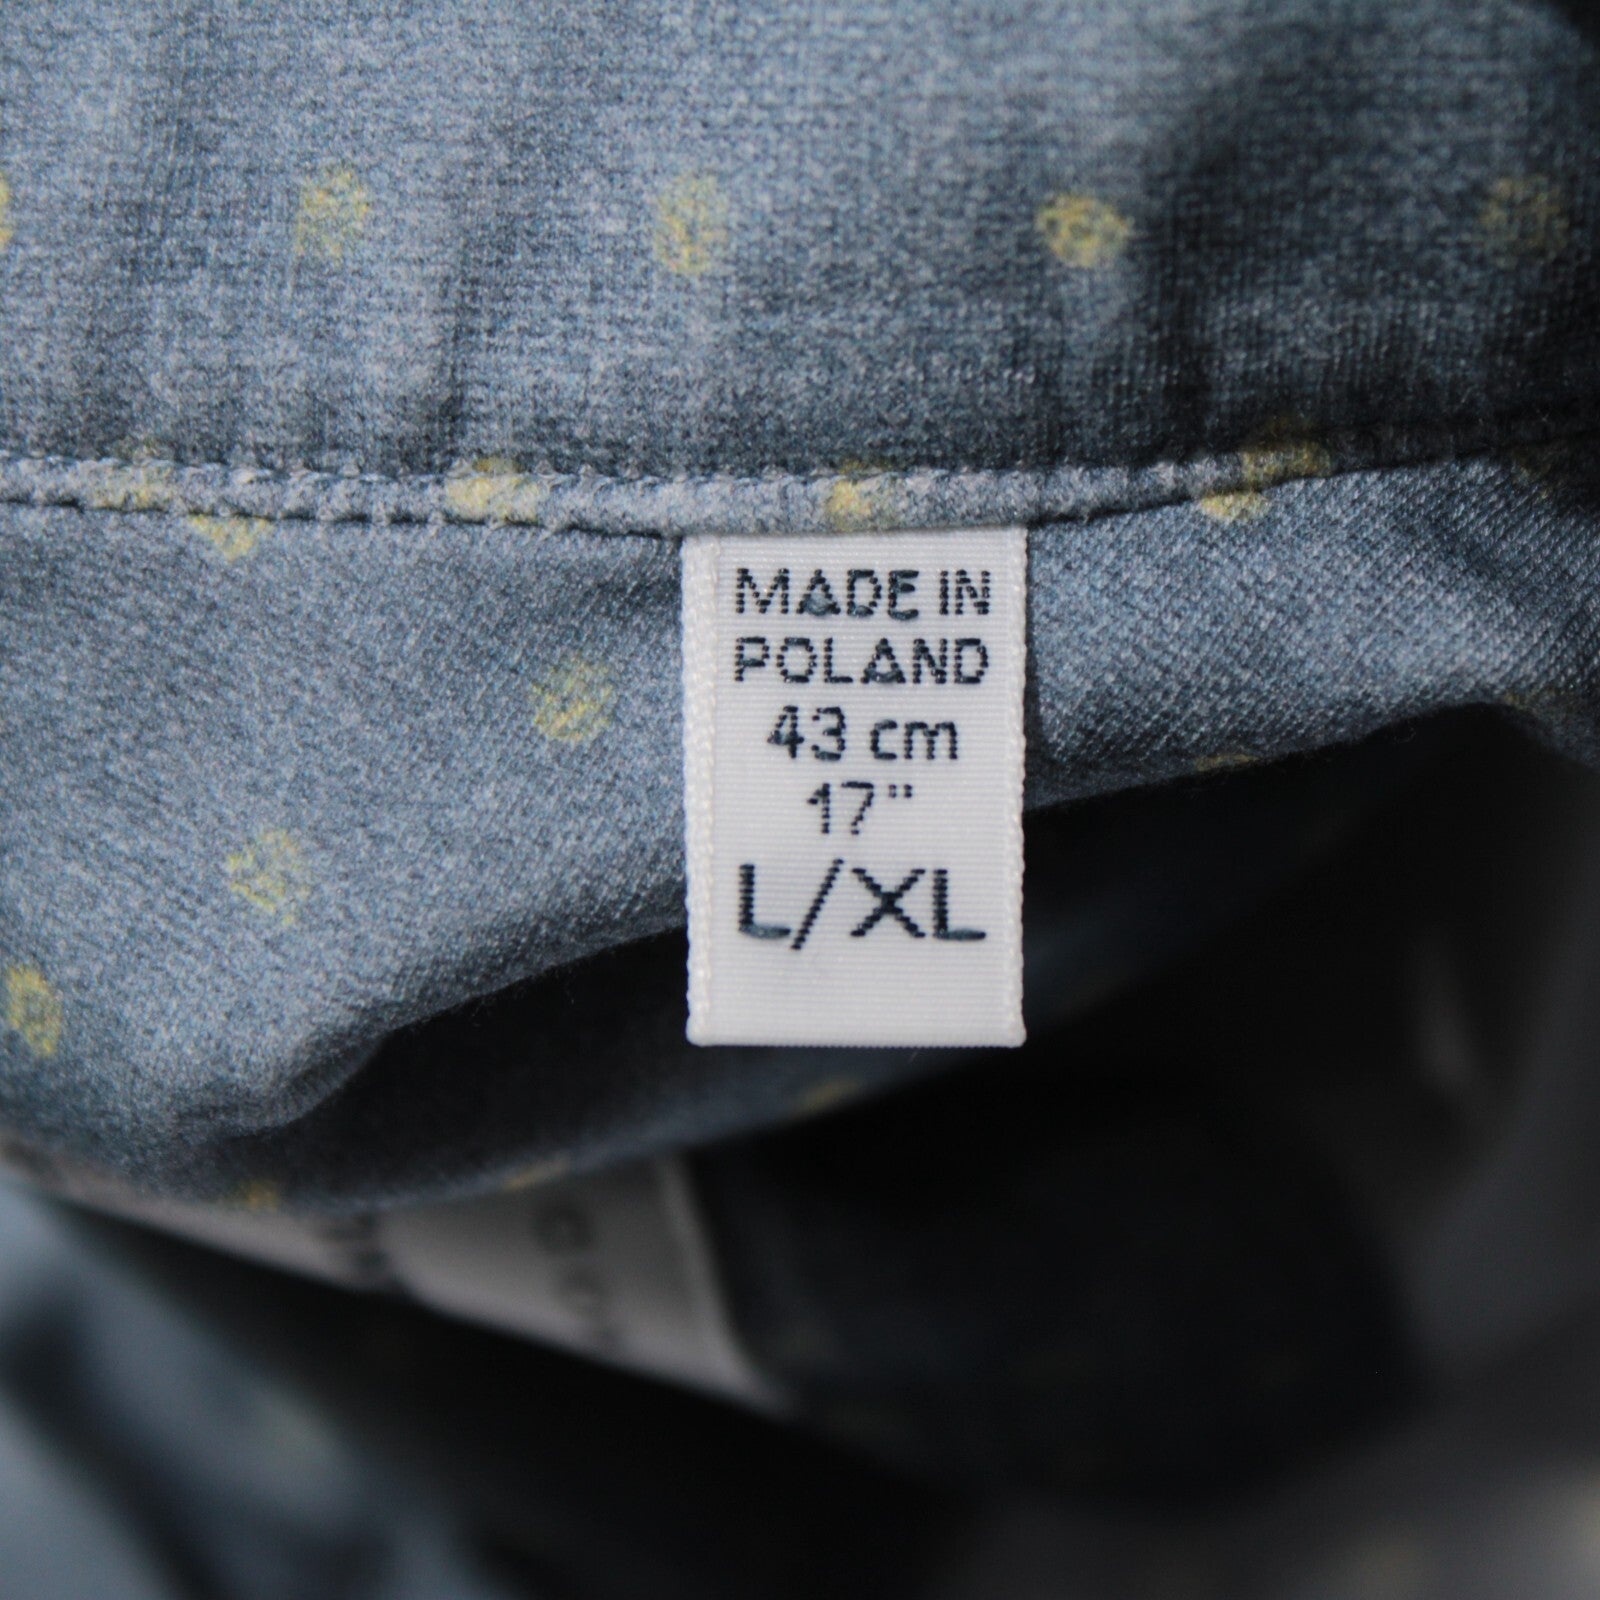 MADE IN
POLAND
43 cm
17"
L/XL